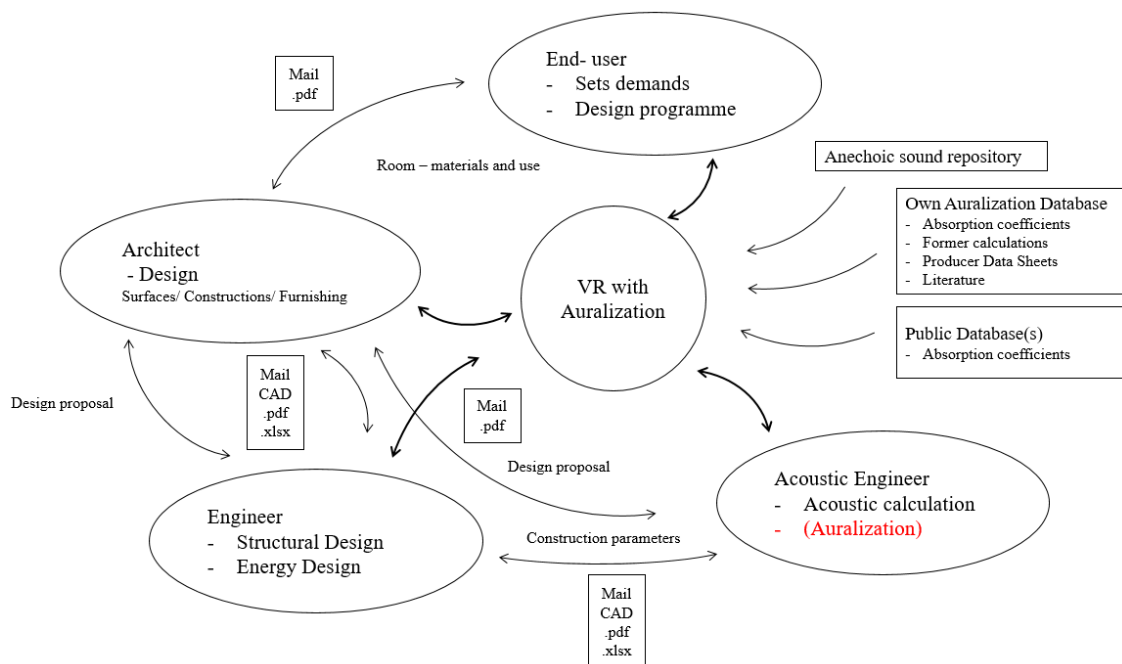 End- user
- Sets demands
- Design programme
Mail
.pdf
Room – materials and use
Anechoic sound repository
Own Auralization Database
- Absorption coefficients
- Former calculations
- Producer Data Sheets
- Literature
Architect
- Design
Surfaces/ Constructions/ Furnishing
VR with
Auralization
Public Database(s)
- Absorption coefficients
Design proposal
Mail
CAD
.pdf
.xlsx
Mail
.pdf
Design proposal
Engineer
- Structural Design
- Energy Design
Construction parameters
Acoustic Engineer
- Acoustic calculation
- (Auralization)
Mail
CAD
.pdf
.xlsx